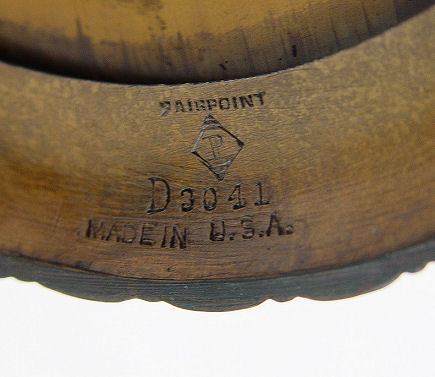 PAIRPOINT
P
D3041
MADE IN U.S.A.